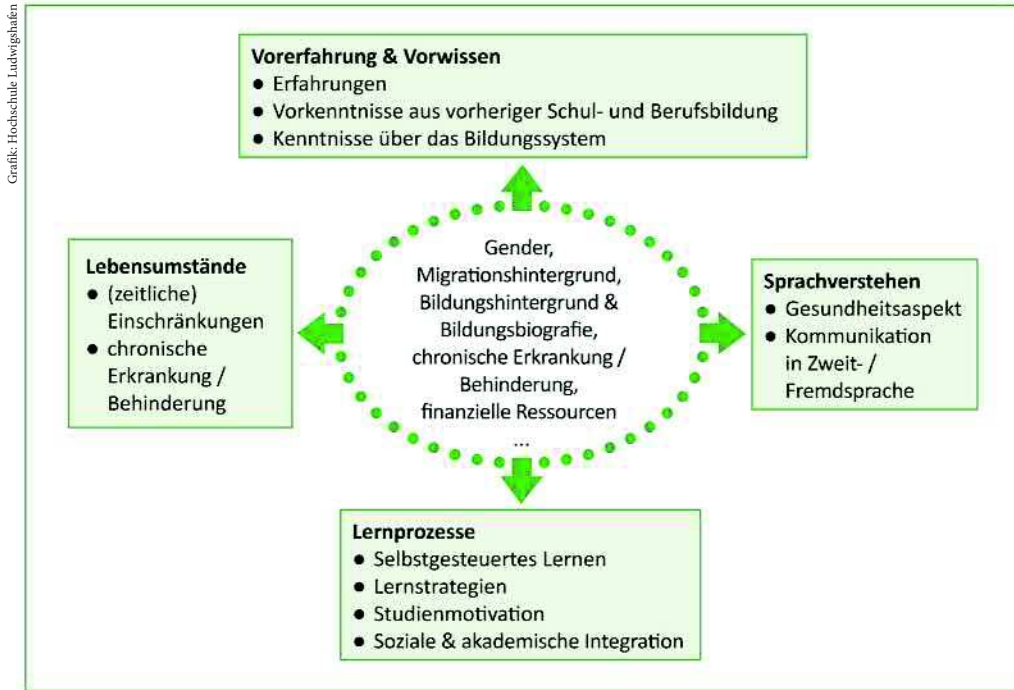 Grafik: Hochschule Ludwigshafen
Vorerfahrung & Vorwissen
● Erfahrungen
● Vorkenntnisse aus vorheriger Schul- und Berufsbildung
● Kenntnisse über das Bildungssystem
Lebensumstände
● (zeitliche)
Einschränkungen
● chronische
Erkrankung /
Behinderung
Gender,
Migrationshintergrund,
Bildungshintergrund &
Bildungsbiografie,
chronische Erkrankung /
Behinderung,
finanzielle Ressourcen
...
Sprachverstehen
● Gesundheitsaspekt
● Kommunikation
in Zweit- /
Fremdsprache
Lernprozesse
● Selbstgesteuertes Lernen
● Lernstrategien
● Studienmotivation
● Soziale & akademische Integration